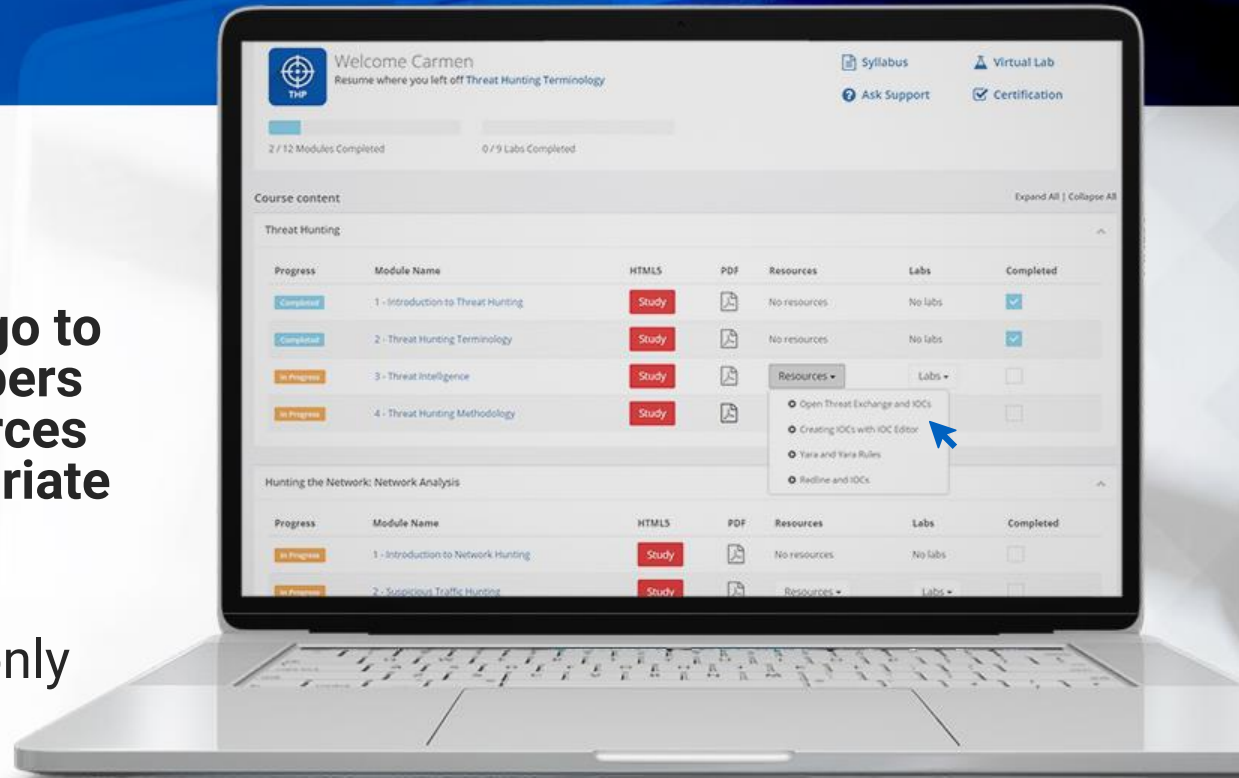 go to
bers
rces
riate
only
THP
Welcome Carmen
Resume where you left off Threat Hunting Terminology
Syllabus
Virtual Lab
Ask Support
Certification
2 / 12 Modules Completed
0 / 9 Labs Completed
Course content
Expand All | Collapse All
Threat Hunting
Progress Module Name HTML5 PDF Resources Labs Completed
Completed 1 - Introduction to Threat Hunting Study No resources No labs
Completed 2 - Threat Hunting Terminology Study No resources No labs
In Progress 3 - Threat Intelligence Study Resources Labs
In Progress 4 - Threat Hunting Methodology Study
Open Threat Exchange and IOCs
Creating IOCs with IOC Editor
Yara and Yara Rules
Redline and IOCs
Hunting the Network: Network Analysis
Progress Module Name HTML5 PDF Resources Labs Completed
In Progress 1 - Introduction to Network Hunting Study No resources No labs
In Progress 2 - Suspicious Traffic Hunting Study Resources Labs